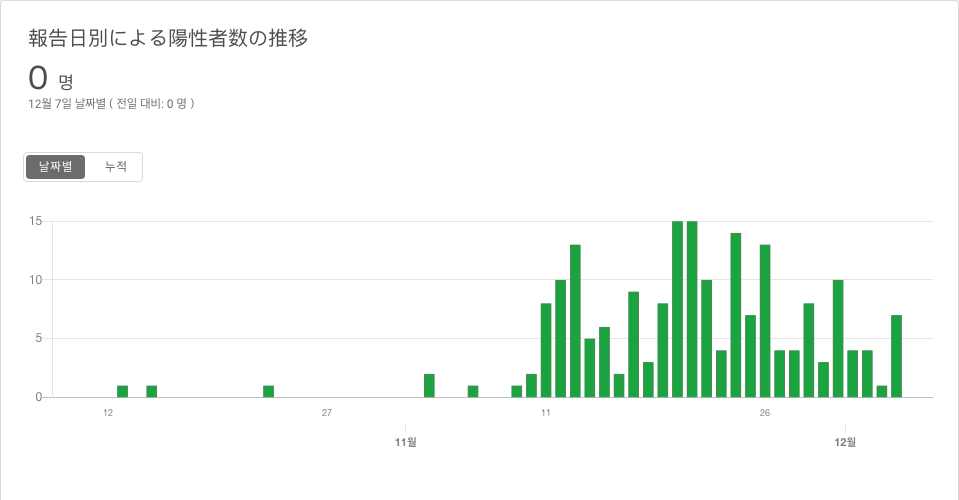 報告日別による陽性者数の推移
0 명
12월 7일 날짜별 ( 전일 대비: 0 명 )
날짜별 누적
15
10
5
0
12 27 11 26
11월 12월